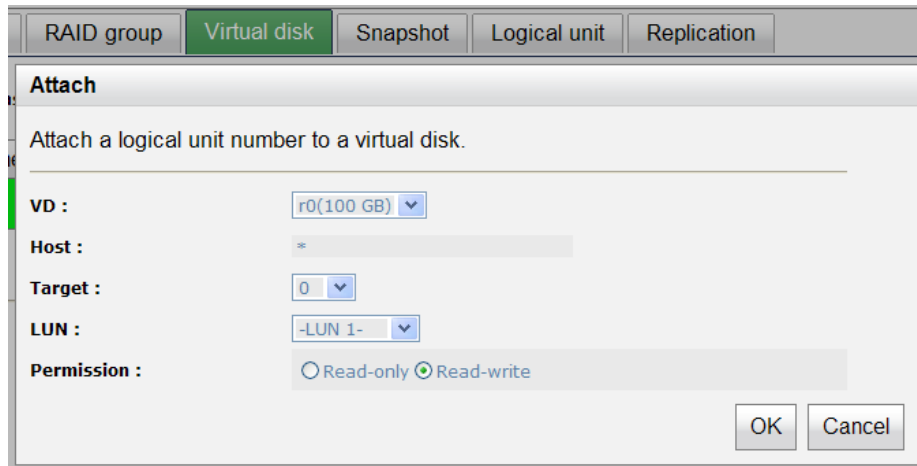 RAID group Virtual disk Snapshot Logical unit Replication
Attach
Attach a logical unit number to a virtual disk.
VD : r0(100 GB)
Host : *
Target : 0
LUN : -LUN 1-
Permission : Read-only Read-write
OK Cancel